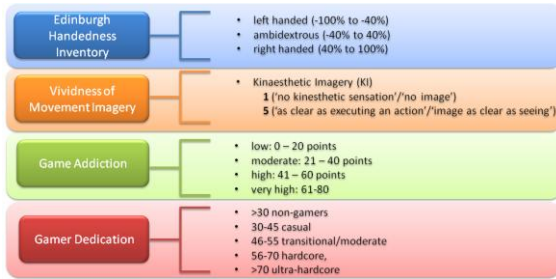 Edinburgh
Handedness
Inventory
• left handed (-100% to -40%)
• ambidextrous (-40% to 40%)
• right handed (40% to 100%)
Vividness of
Movement Imagery
• Kinaesthetic Imagery (KI)
1 ('no kinesthetic sensation'/'no image')
5 ('as clear as executing an action'/'image as clear as seeing')
Game Addiction
• low: 0 – 20 points
• moderate: 21 – 40 points
• high: 41 – 60 points
• very high: 61-80
Gamer Dedication
• >30 non-gamers
• 30-45 casual
• 46-55 transitional/moderate
• 56-70 hardcore,
• >70 ultra-hardcore